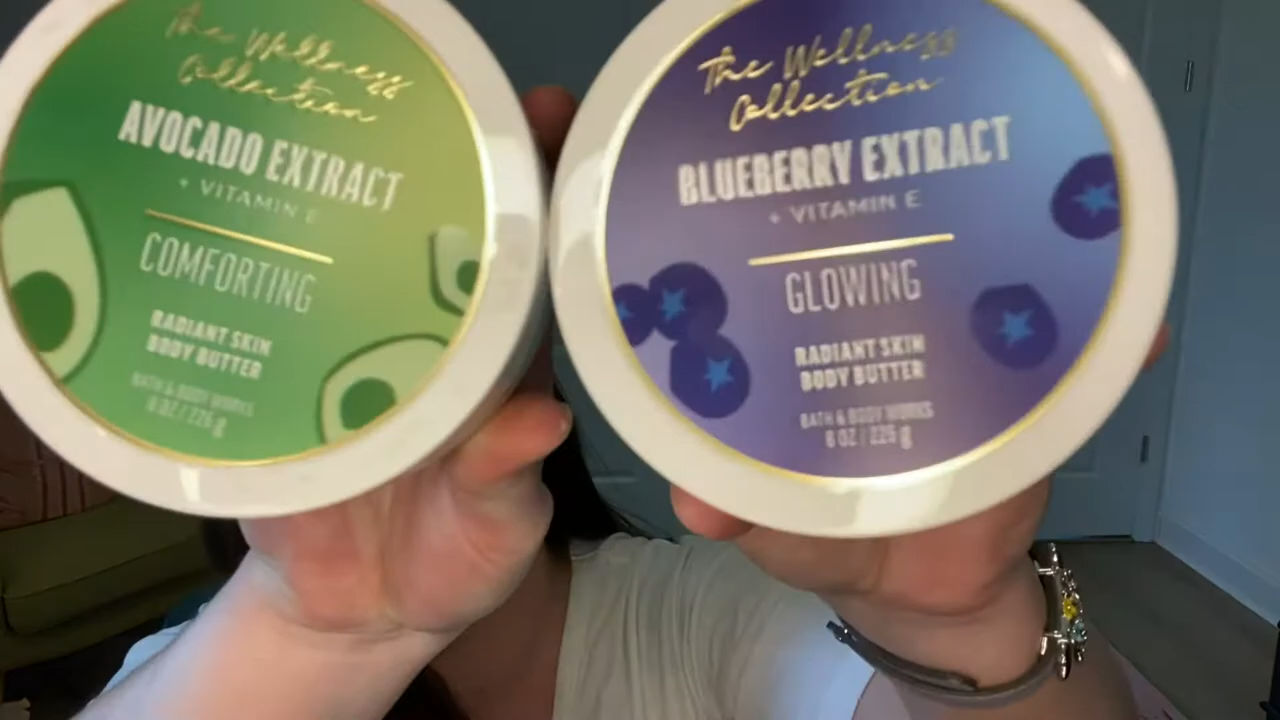 The Wellness
Collection
AVOCADO EXTRACT
+ VITAMIN E
COMFORTING
RADIANT SKIN
BODY BUTTER
BATH & BODY WORKS
8 OZ / 226 g
The Wellness
Collection
BLUEBERRY EXTRACT
+ VITAMIN E
GLOWING
RADIANT SKIN
BODY BUTTER
BATH & BODY WORKS
8 OZ / 226 g